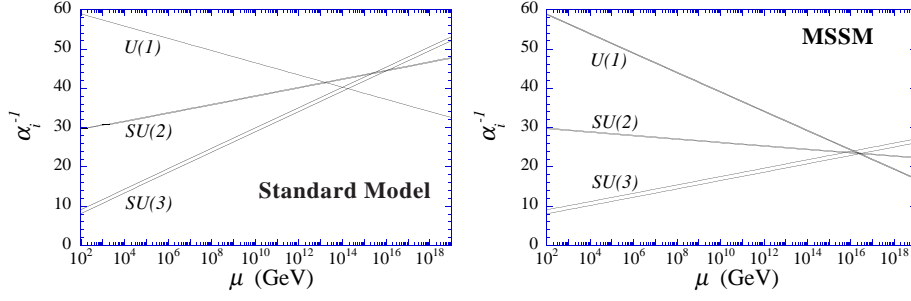 60
50
40
30
20
10
0
α_i^-1
U(1)
SU(2)
SU(3)
Standard Model
10^2 10^4 10^6 10^8 10^10 10^12 10^14 10^16 10^18
μ (GeV)
60
50
40
30
20
10
0
α_i^-1
MSSM
U(1)
SU(2)
SU(3)
10^2 10^4 10^6 10^8 10^10 10^12 10^14 10^16 10^18
μ (GeV)